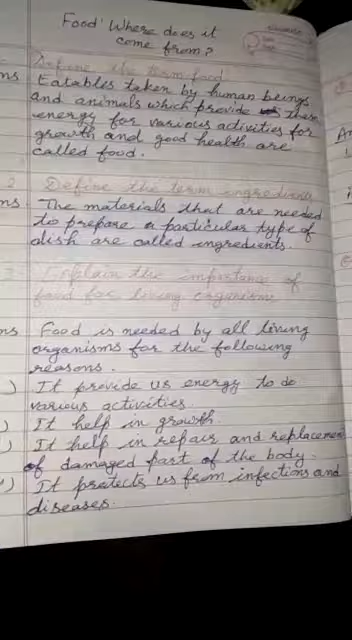 Food' Where does it
come from?
Define the term food
ns Eatables taken by human beings
and animals which provide them
energy for various activities for
growth and good health are
called food.
2 Define the term ingredients
ns. The materials that are needed
to prepare a particular type of
dish are called ingredients.
3 Explain the importance of
food for living organisms
ns Food is needed by all living
organisms for the following
reasons.
) It provide us energy to do
various activities.
) It help in growth.
) It help in repair and replacemen
of damaged part of the body.
) It protects us from infections and
diseases.
An